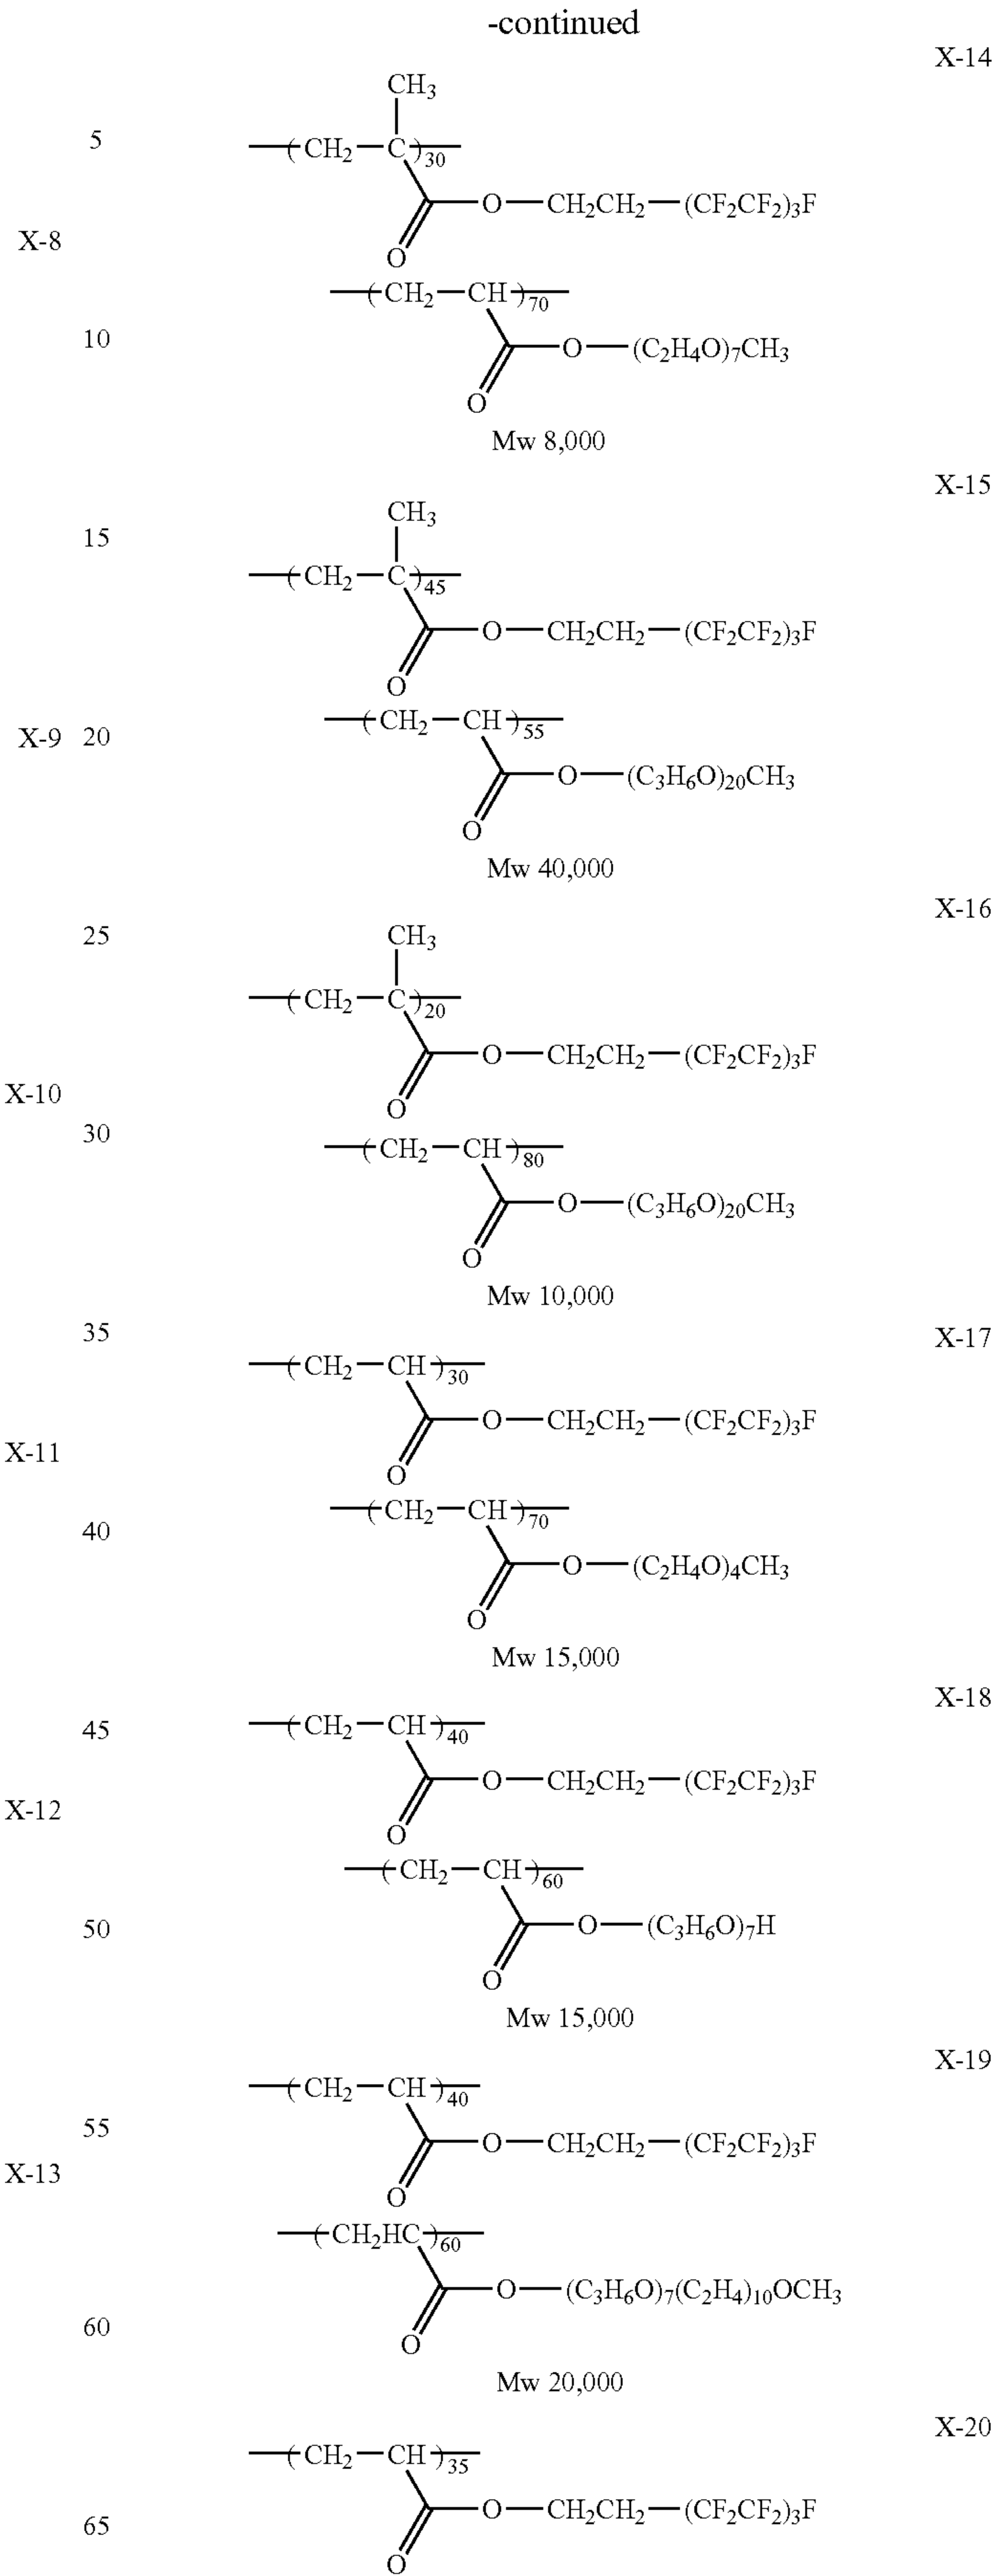 -continued
X-14
CH3
5
—(CH2—C)30—
O—CH2CH2—(CF2CF2)3F
X-8
O
—(CH2—CH)70—
10
O—(C2H4O)7CH3
O
Mw 8,000
X-15
CH3
15
—(CH2—C)45—
O—CH2CH2—(CF2CF2)3F
O
—(CH2—CH)55—
X-9 20
O—(C3H6O)20CH3
O
Mw 40,000
X-16
25
CH3
—(CH2—C)20—
O—CH2CH2—(CF2CF2)3F
X-10
O
30
—(CH2—CH)80—
O—(C3H6O)20CH3
O
Mw 10,000
35
X-17
—(CH2—CH)30—
O—CH2CH2—(CF2CF2)3F
X-11
O
—(CH2—CH)70—
40
O—(C2H4O)4CH3
O
Mw 15,000
X-18
45
—(CH2—CH)40—
O—CH2CH2—(CF2CF2)3F
X-12
O
—(CH2—CH)60—
50
O—(C3H6O)7H
O
Mw 15,000
X-19
—(CH2—CH)40—
55
O—CH2CH2—(CF2CF2)3F
X-13
O
—(CH2HC)60—
O—(C3H6O)7(C2H4)10OCH3
60
O
Mw 20,000
X-20
—(CH2—CH)35—
O—CH2CH2—(CF2CF2)3F
65
O